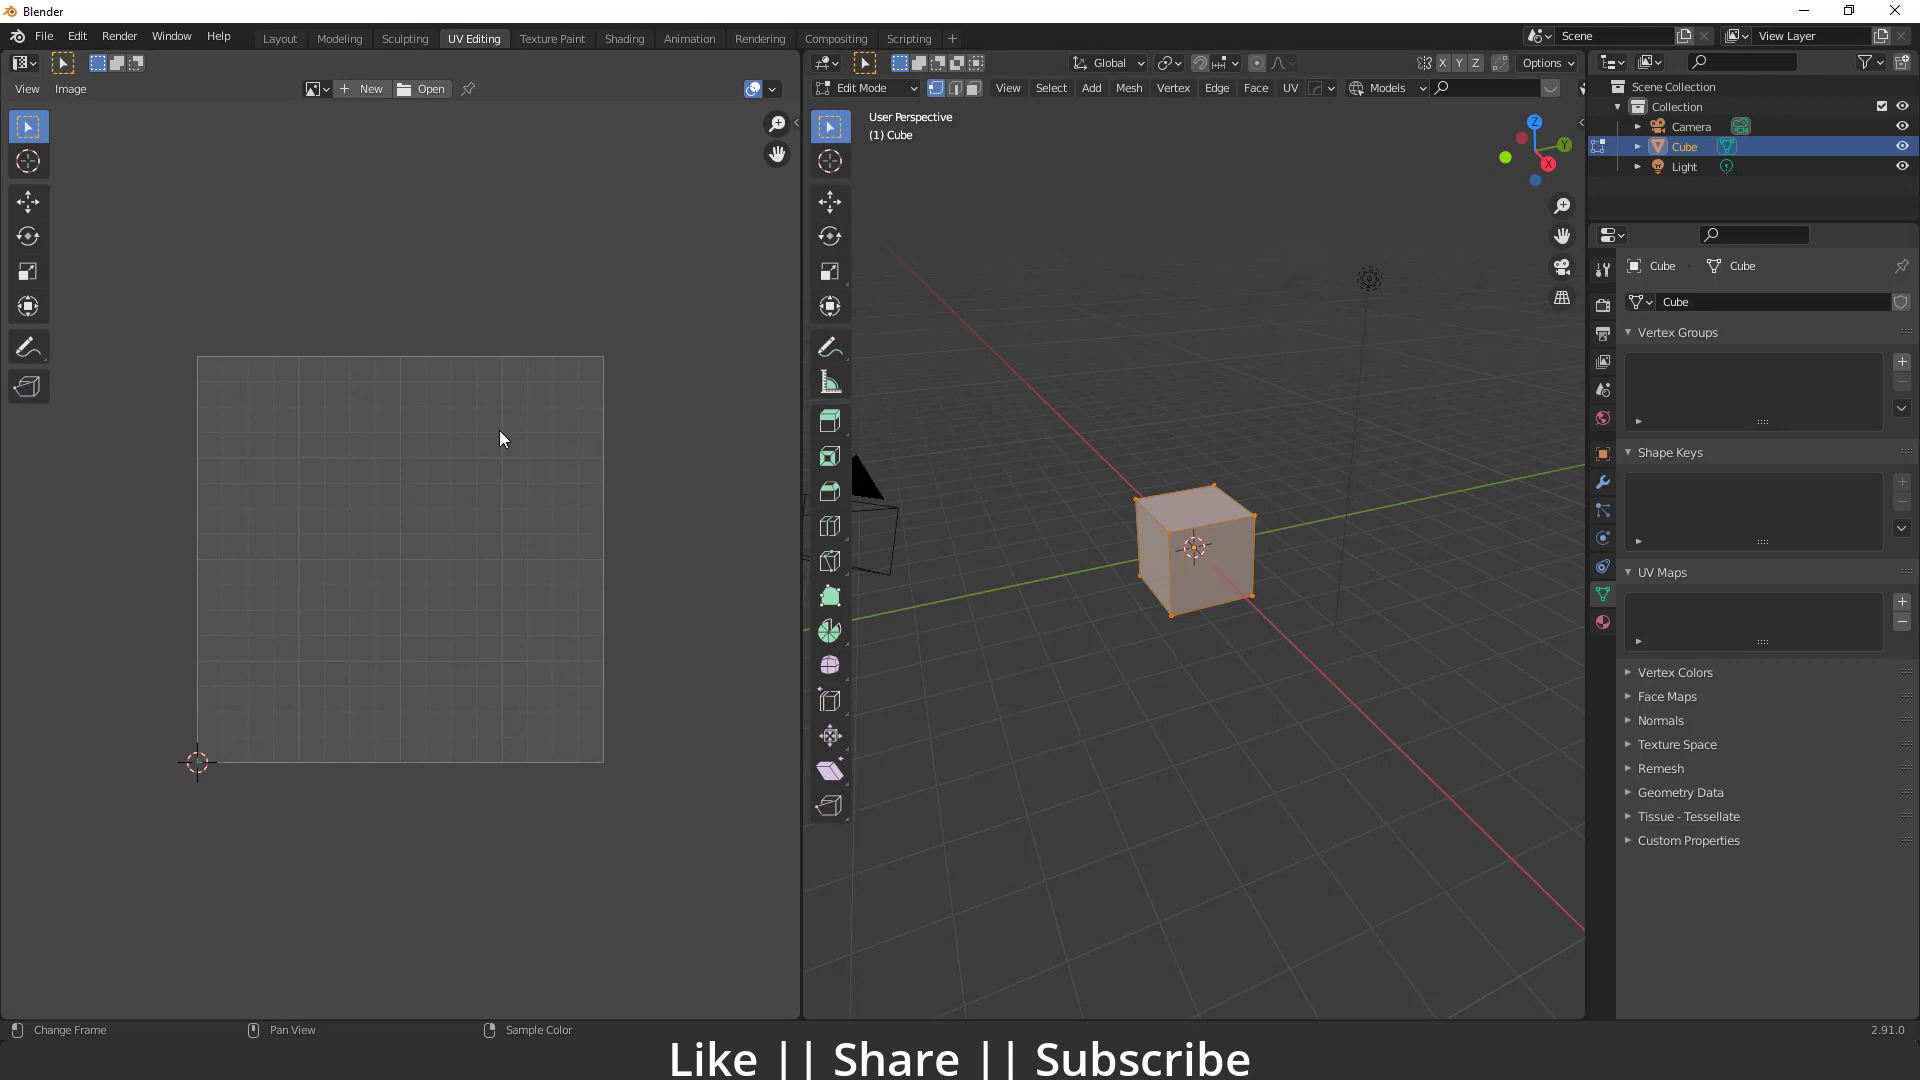 Blender
File Edit Render Window Help
Layout Modeling Sculpting UV Editing Texture Paint Shading Animation Rendering Compositing Scripting +
Scene
View Layer
Global
X Y Z
Options
View Image
New Open
Edit Mode
View Select Add Mesh Vertex Edge Face UV
Models
User Perspective
(1) Cube
Z
Y
X
Scene Collection
Collection
Camera
Cube
Light
Cube Cube
Cube
Vertex Groups
Shape Keys
UV Maps
Vertex Colors
Face Maps
Normals
Texture Space
Remesh
Geometry Data
Tissue - Tessellate
Custom Properties
Change Frame Pan View Sample Color 2.91.0
Like || Share || Subscribe